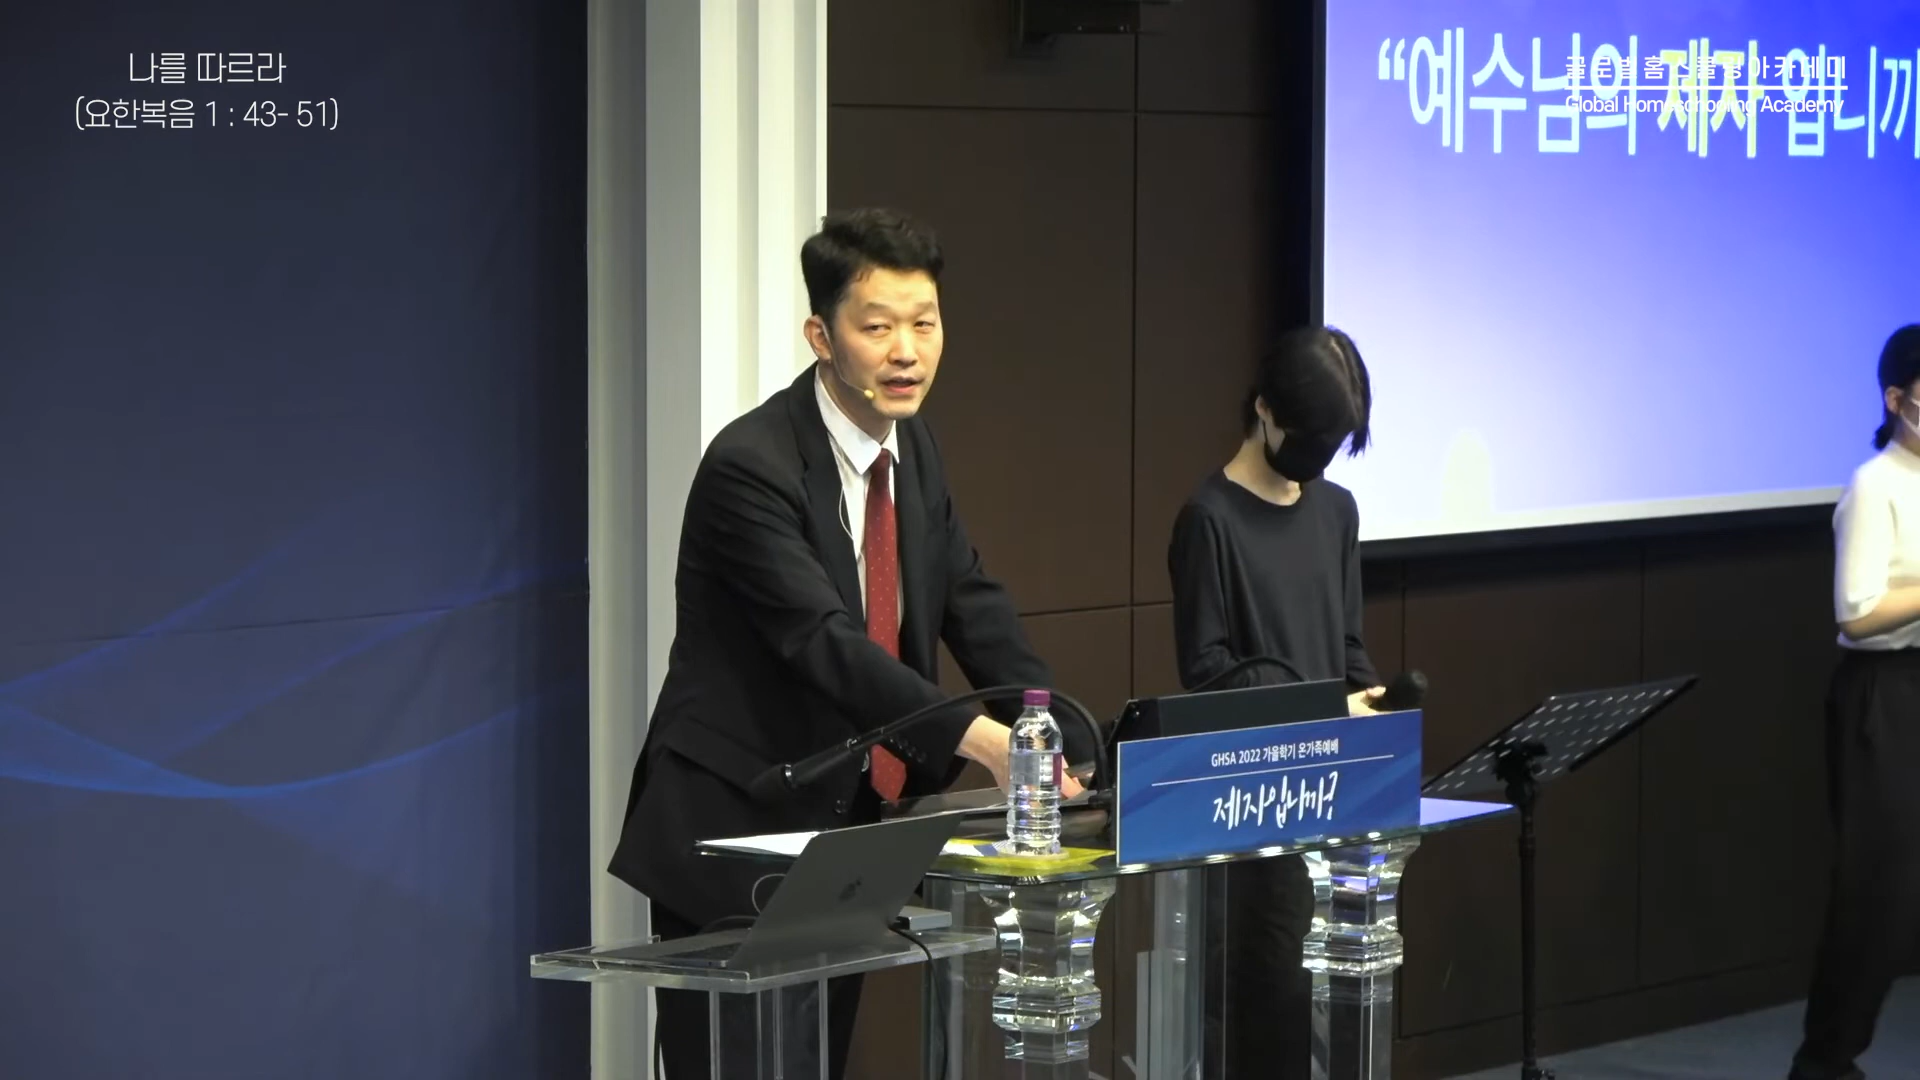 나를 따르라
(요한복음 1 : 43- 51)
“예수님의 제자 입니까
글로벌홈스쿨링아카데미
Global Homeschooling Academy
GHSA 2022 가을학기 온가족예배
제자입니까?